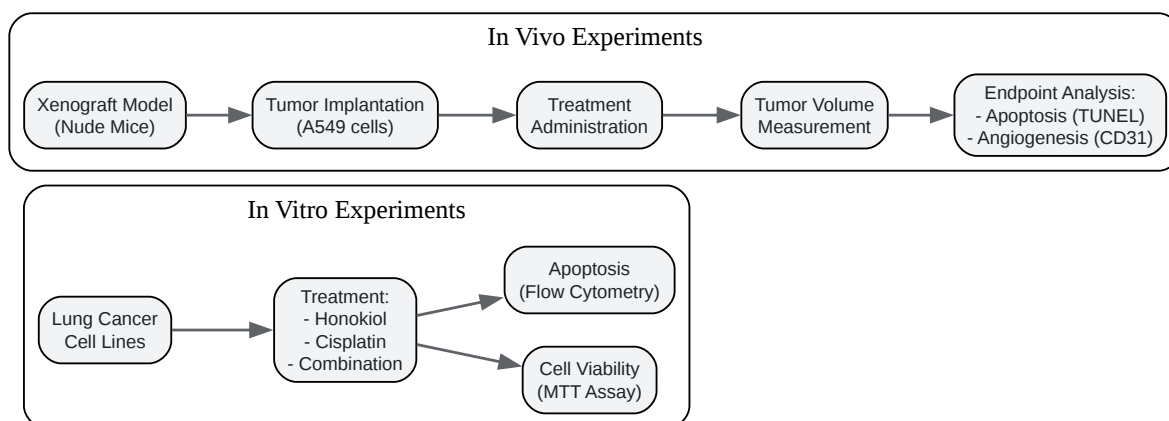 In Vivo Experiments
Xenograft Model
(Nude Mice)
Tumor Implantation
(A549 cells)
Treatment
Administration
Tumor Volume
Measurement
Endpoint Analysis:
- Apoptosis (TUNEL)
- Angiogenesis (CD31)
In Vitro Experiments
Lung Cancer
Cell Lines
Treatment:
- Honokiol
- Cisplatin
- Combination
Apoptosis
(Flow Cytometry)
Cell Viability
(MTT Assay)